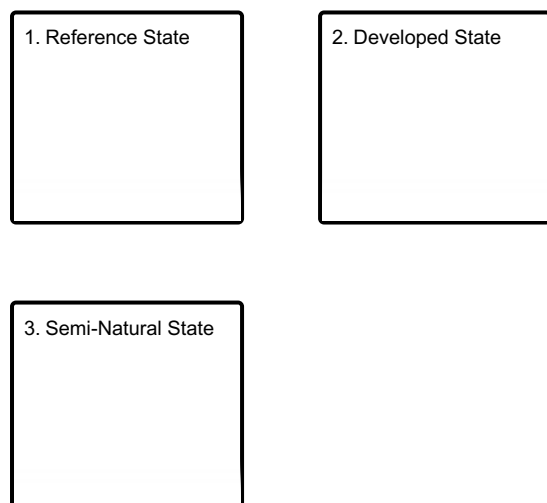 1. Reference State
2. Developed State
3. Semi-Natural State